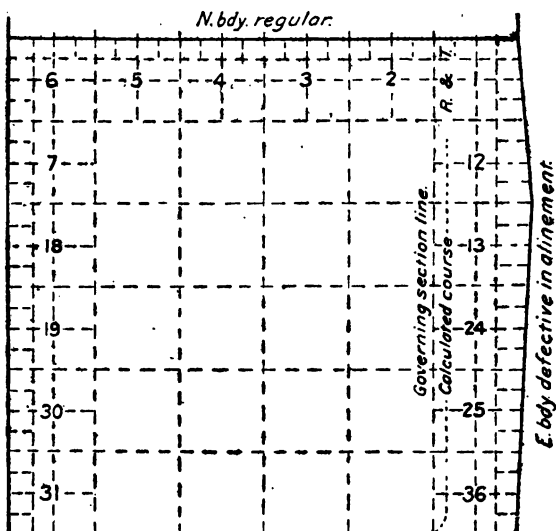 N. bdy. regular.
6 5 4 3 2 1
R. & T.
7 12
18 13
19 24
30 25
31 36
Governing section line.
Calculated course
E. bdy. defective in alinement.